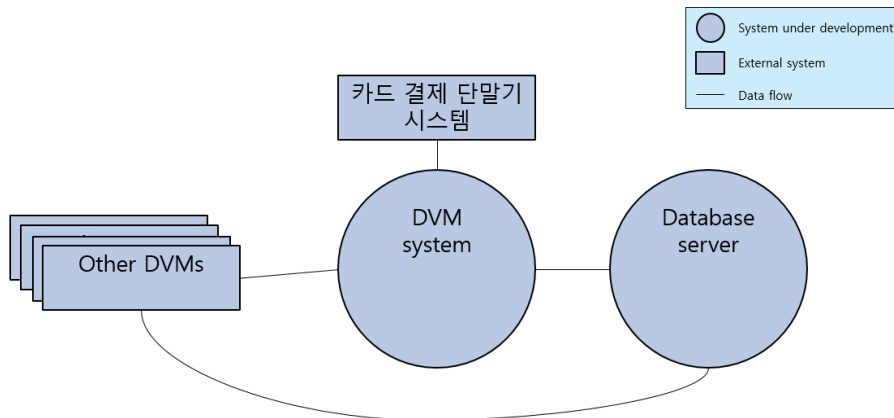 System under development
External system
Data flow
카드 결제 단말기
시스템
DVM
system
Database
server
Other DVMs